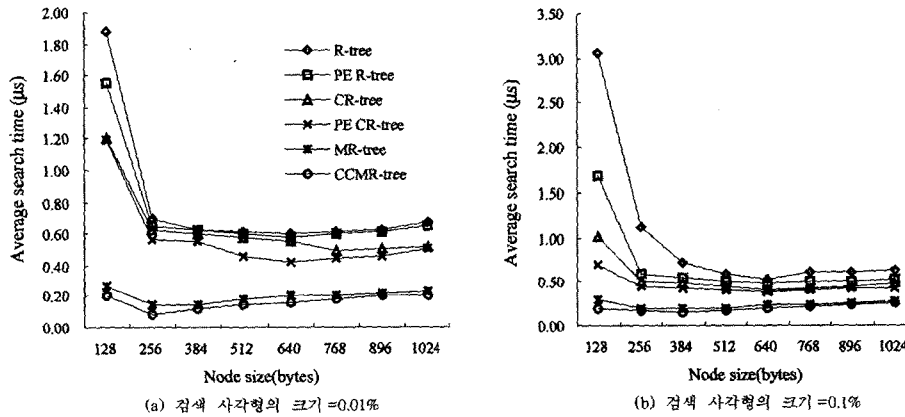 2.00
1.80
1.60
1.40
1.20
1.00
0.80
0.60
0.40
0.20
0.00
Average search time (μs)
R-tree
PE R-tree
CR-tree
PE CR-tree
MR-tree
CCMR-tree
128 256 384 512 640 768 896 1024
Node size(bytes)
(a) 검색 사각형의 크기 =0.01%
3.50
3.00
2.50
2.00
1.50
1.00
0.50
0.00
Average search time (μs)
128 256 384 512 640 768 896 1024
Node size(bytes)
(b) 검색 사각형의 크기 =0.1%